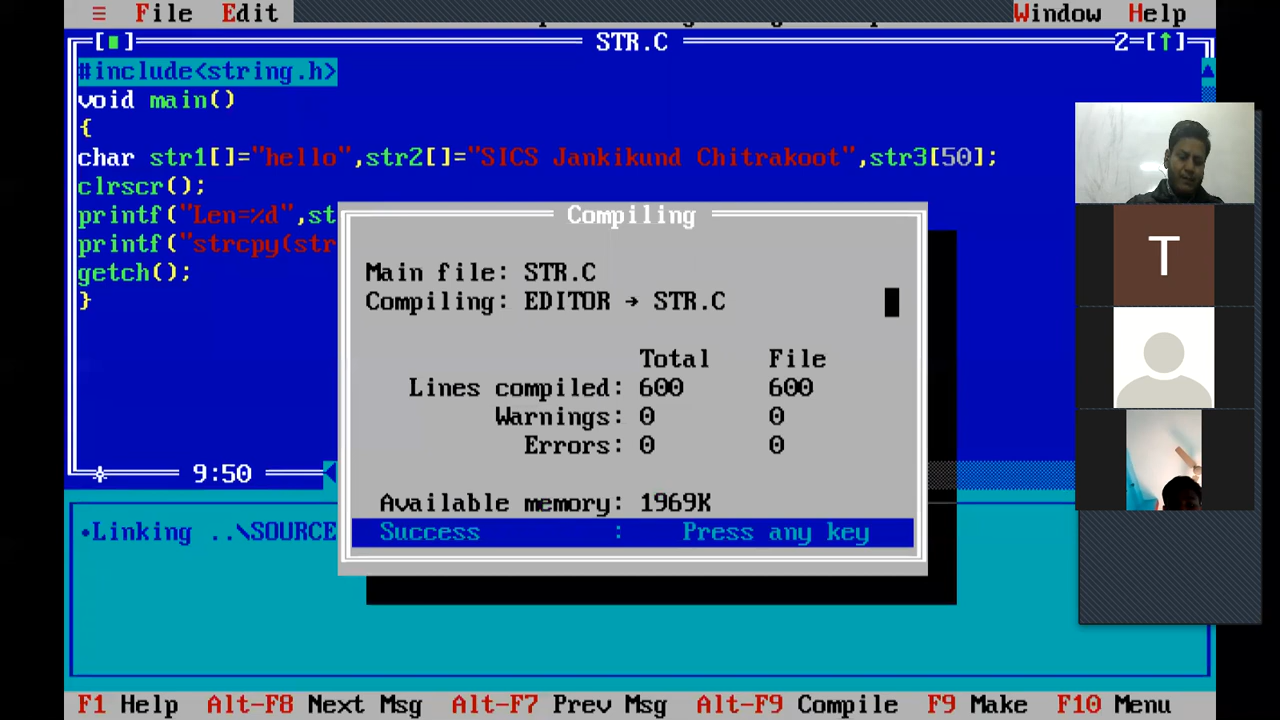 ≡ File Edit Window Help
[■] STR.C 2=[↑]
#include<string.h>
void main()
{
char str1[]="hello",str2[]="SICS Jankikund Chitrakoot",str3[50];
clrscr();
printf("Len=%d",st
printf("strcpy(str
getch();
}
Compiling
Main file: STR.C
Compiling: EDITOR → STR.C
Total File
Lines compiled: 600 600
Warnings: 0 0
Errors: 0 0
Available memory: 1969K
Success : Press any key
9:50
•Linking ..\SOURCE
T
F1 Help Alt-F8 Next Msg Alt-F7 Prev Msg Alt-F9 Compile F9 Make F10 Menu